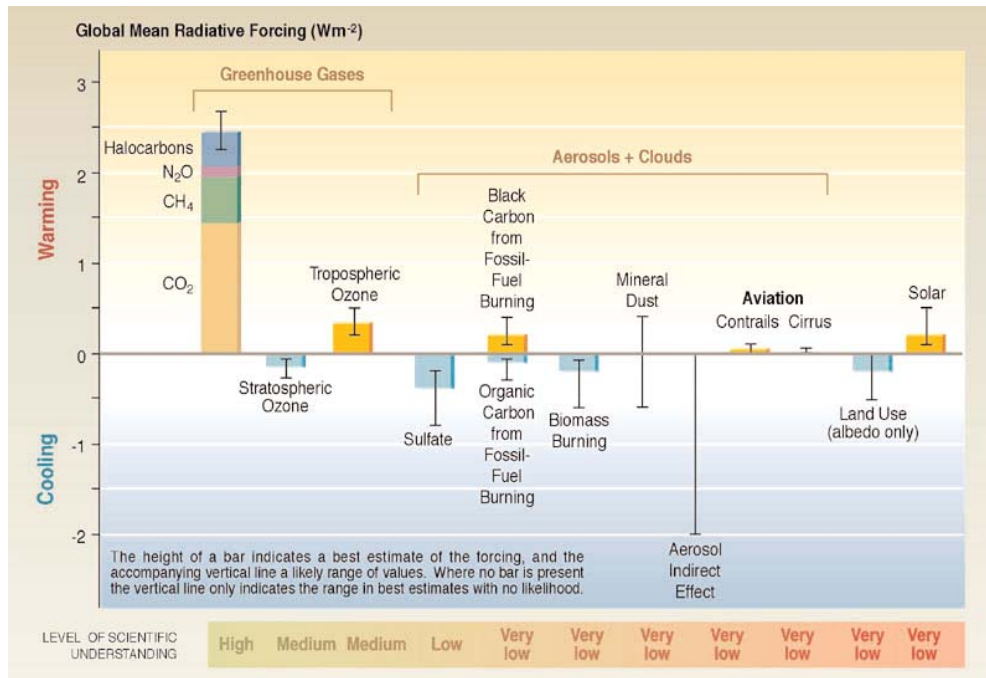 Global Mean Radiative Forcing (Wm-2)
Greenhouse Gases
3
Halocarbons
N2O
2
CH4
CO2
1
0
-1
-2
Warming
Cooling
Tropospheric
Ozone
Stratospheric
Ozone
Aerosols + Clouds
Sulfate
Black
Carbon
from
Fossil-
Fuel
Burning
Organic
Carbon
from
Fossil-
Fuel
Burning
Biomass
Burning
Mineral
Dust
Aerosol
Indirect
Effect
Aviation
Contrails Cirrus
Land Use
(albedo only)
Solar
The height of a bar indicates a best estimate of the forcing, and the
accompanying vertical line a likely range of values. Where no bar is present
the vertical line only indicates the range in best estimates with no likelihood.
LEVEL OF SCIENTIFIC
UNDERSTANDING
High
Medium
Medium
Low
Very
low
Very
low
Very
low
Very
low
Very
low
Very
low
Very
low